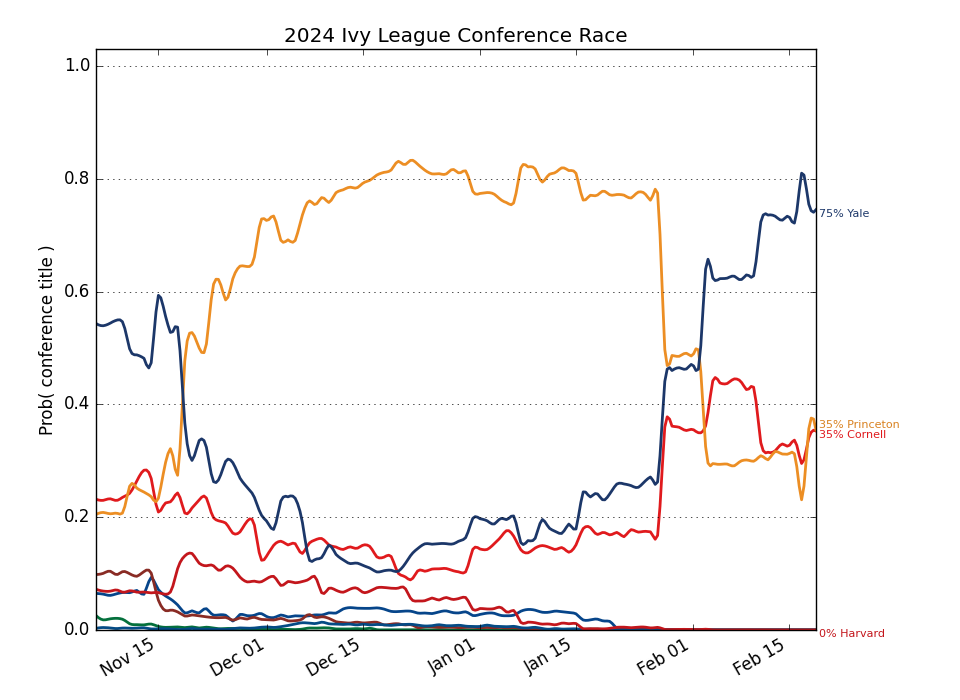 2024 Ivy League Conference Race
Prob( conference title )
1.0
0.8
0.6
0.4
0.2
0.0
75% Yale
35% Princeton
35% Cornell
0% Harvard
Nov 15
Dec 01
Dec 15
Jan 01
Jan 15
Feb 01
Feb 15